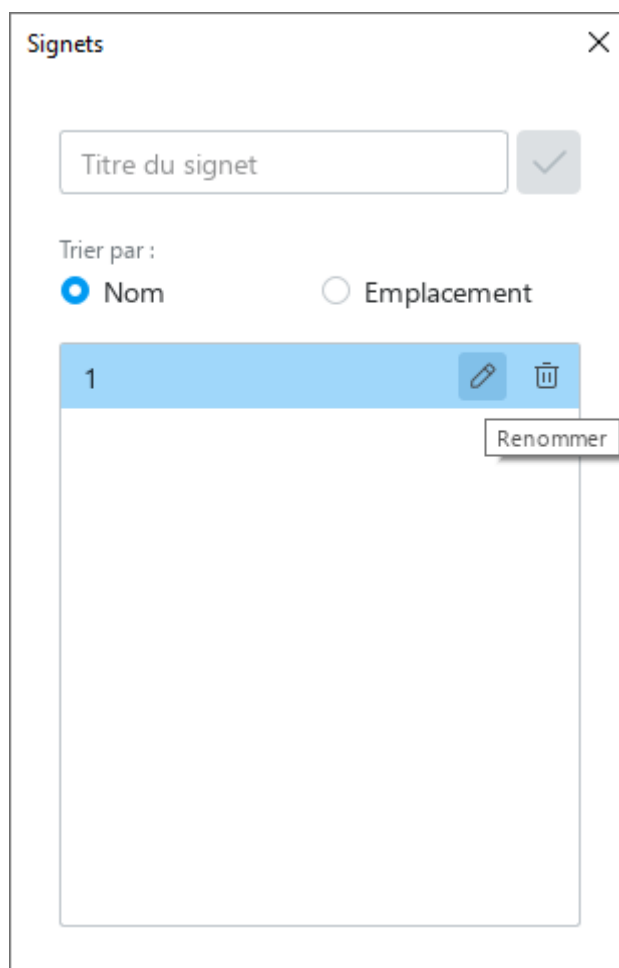 Signets
Titre du signet
Trier par :
Nom
Emplacement
1
Renommer